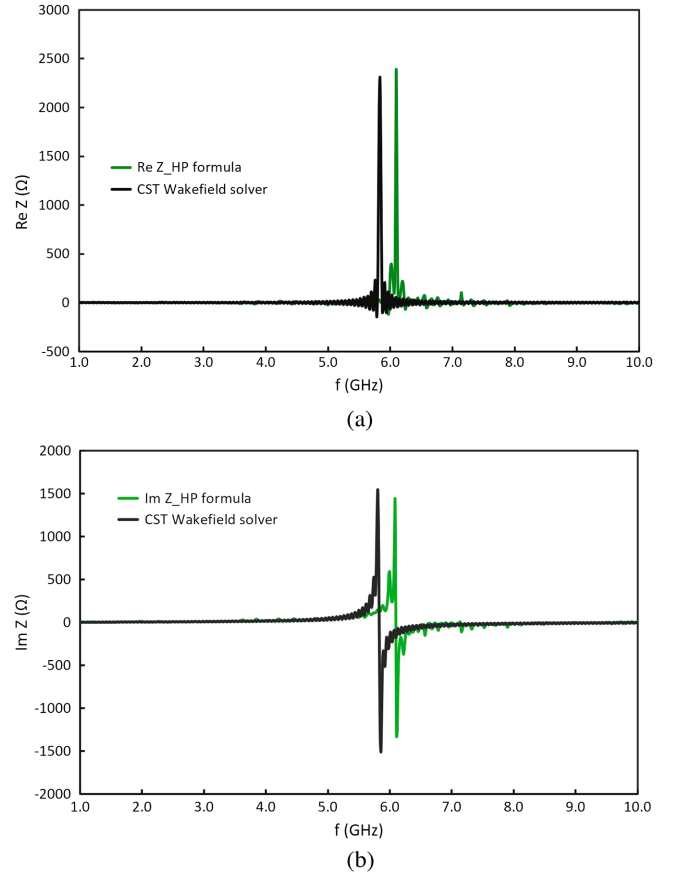 3000
2500
2000
1500
1000
500
0
-500
Re Z (Ω)
Re Z_HP formula
CST Wakefield solver
1.0 2.0 3.0 4.0 5.0 6.0 7.0 8.0 9.0 10.0
f (GHz)
(a)
2000
1500
1000
500
0
-500
-1000
-1500
-2000
Im Z (Ω)
Im Z_HP formula
CST Wakefield solver
1.0 2.0 3.0 4.0 5.0 6.0 7.0 8.0 9.0 10.0
f (GHz)
(b)